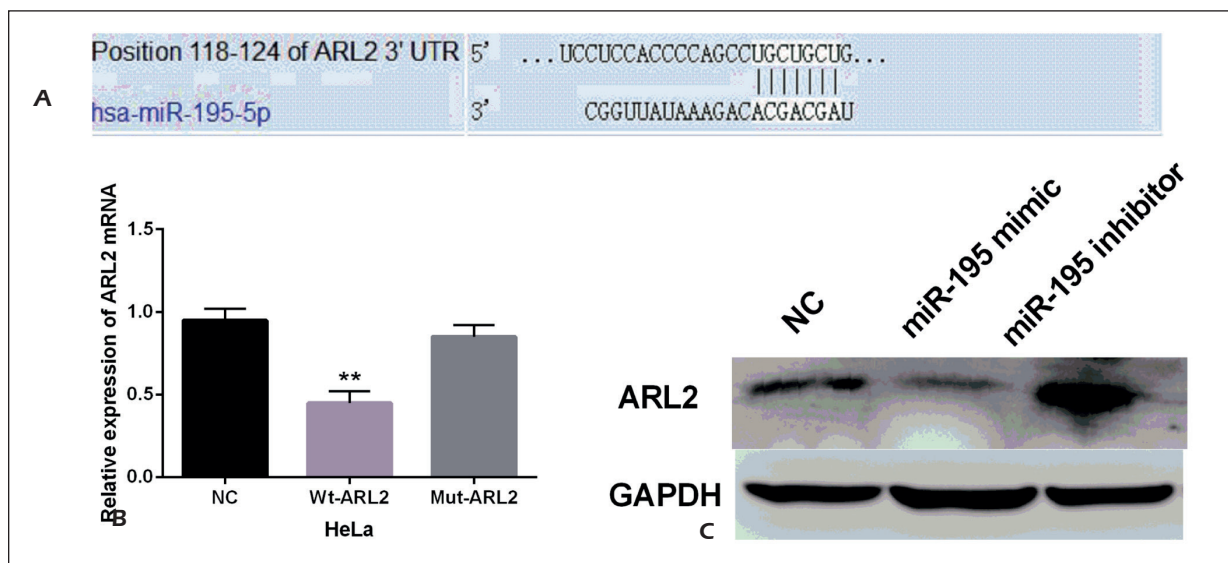 A
Position 118-124 of ARL2 3' UTR 5' ...UCCUCCACCCCAGCCUGCUGCUG...
hsa-miR-195-5p 3' CGGUUAUAAAGACACGACGAU
Relative expression of ARL2 mRNA
1.5
1.0
0.5
0.0
**
NC Wt-ARL2 Mut-ARL2
HeLa
B
NC miR-195 mimic miR-195 inhibitor
ARL2
GAPDH
C